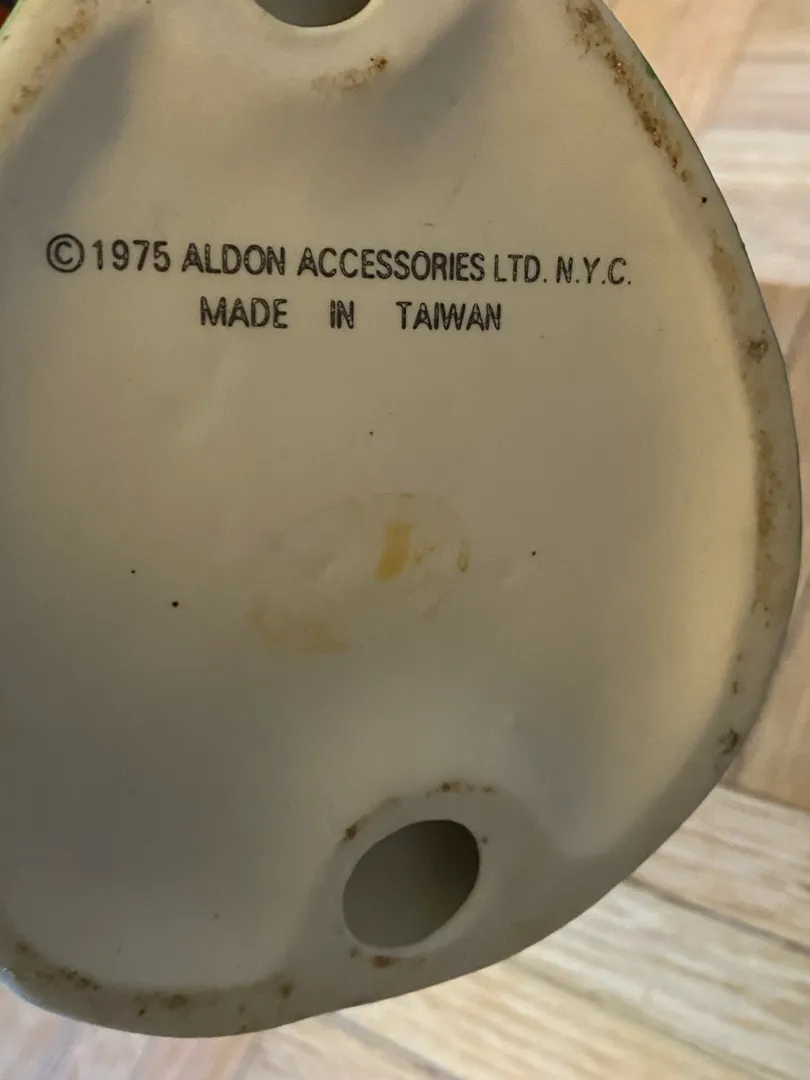 ©1975 ALDON ACCESSORIES LTD. N.Y.C.
MADE IN TAIWAN